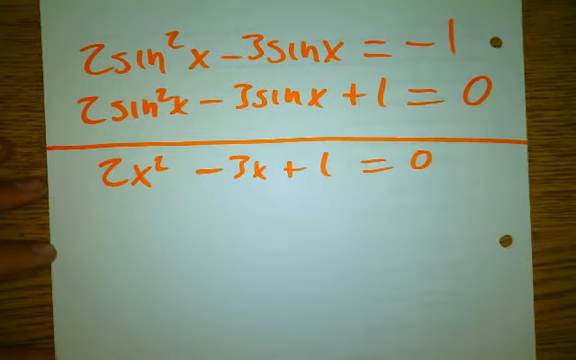 2sin²x - 3sinx = -1
2sin²x - 3sinx + 1 = 0
2x² - 3x + 1 = 0